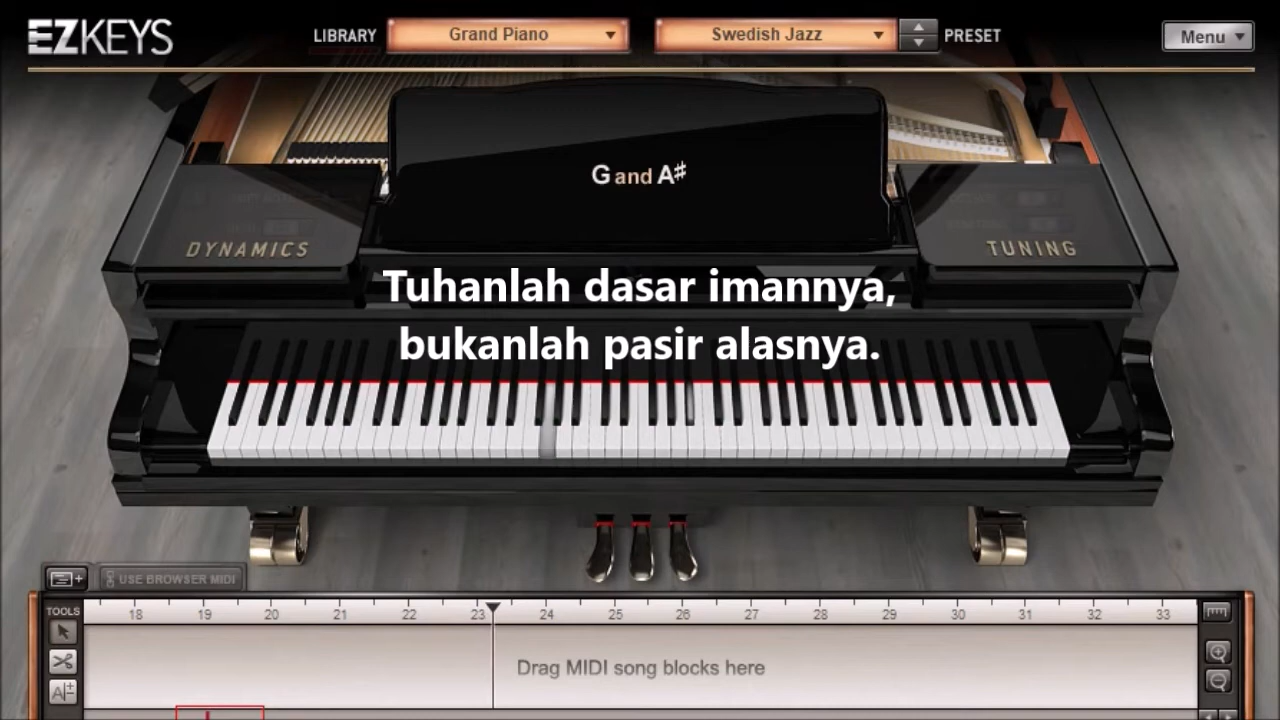 EZKEYS
LIBRARY
Grand Piano
Swedish Jazz
PRESET
Menu
G and A♯
DYNAMICS
TUNING
Tuhanlah dasar imannya,
bukanlah pasir alasnya.
USE BROWSER MIDI
TOOLS
18 19 20 21 22 23 24 25 26 27 28 29 30 31 32 33
Drag MIDI song blocks here